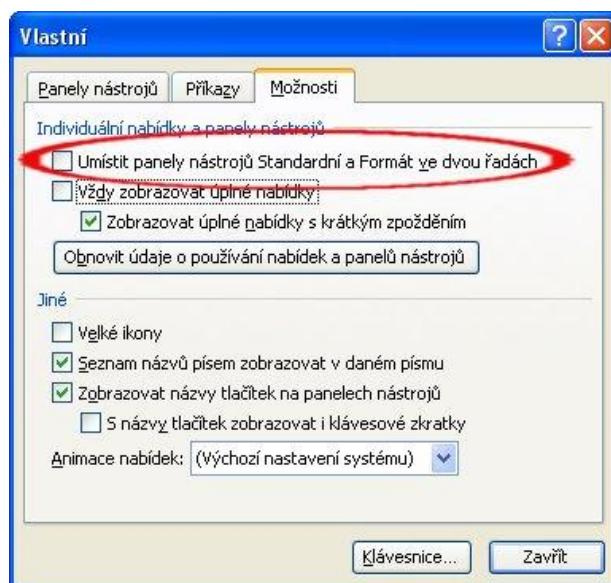 Vlastní
Panely nástrojů Příkazy Možnosti
Individuální nabídky a panely nástrojů
Umístit panely nástrojů Standardní a Formát ve dvou řadách
Vždy zobrazovat úplné nabídky
Zobrazovat úplné nabídky s krátkým zpožděním
Obnovit údaje o používání nabídek a panelů nástrojů
Jiné
Velké ikony
Seznam názvů písem zobrazovat v daném písmu
Zobrazovat názvy tlačítek na panelech nástrojů
S názvy tlačítek zobrazovat i klávesové zkratky
Animace nabídek: (Výchozí nastavení systému)
Klávesnice... Zavřít